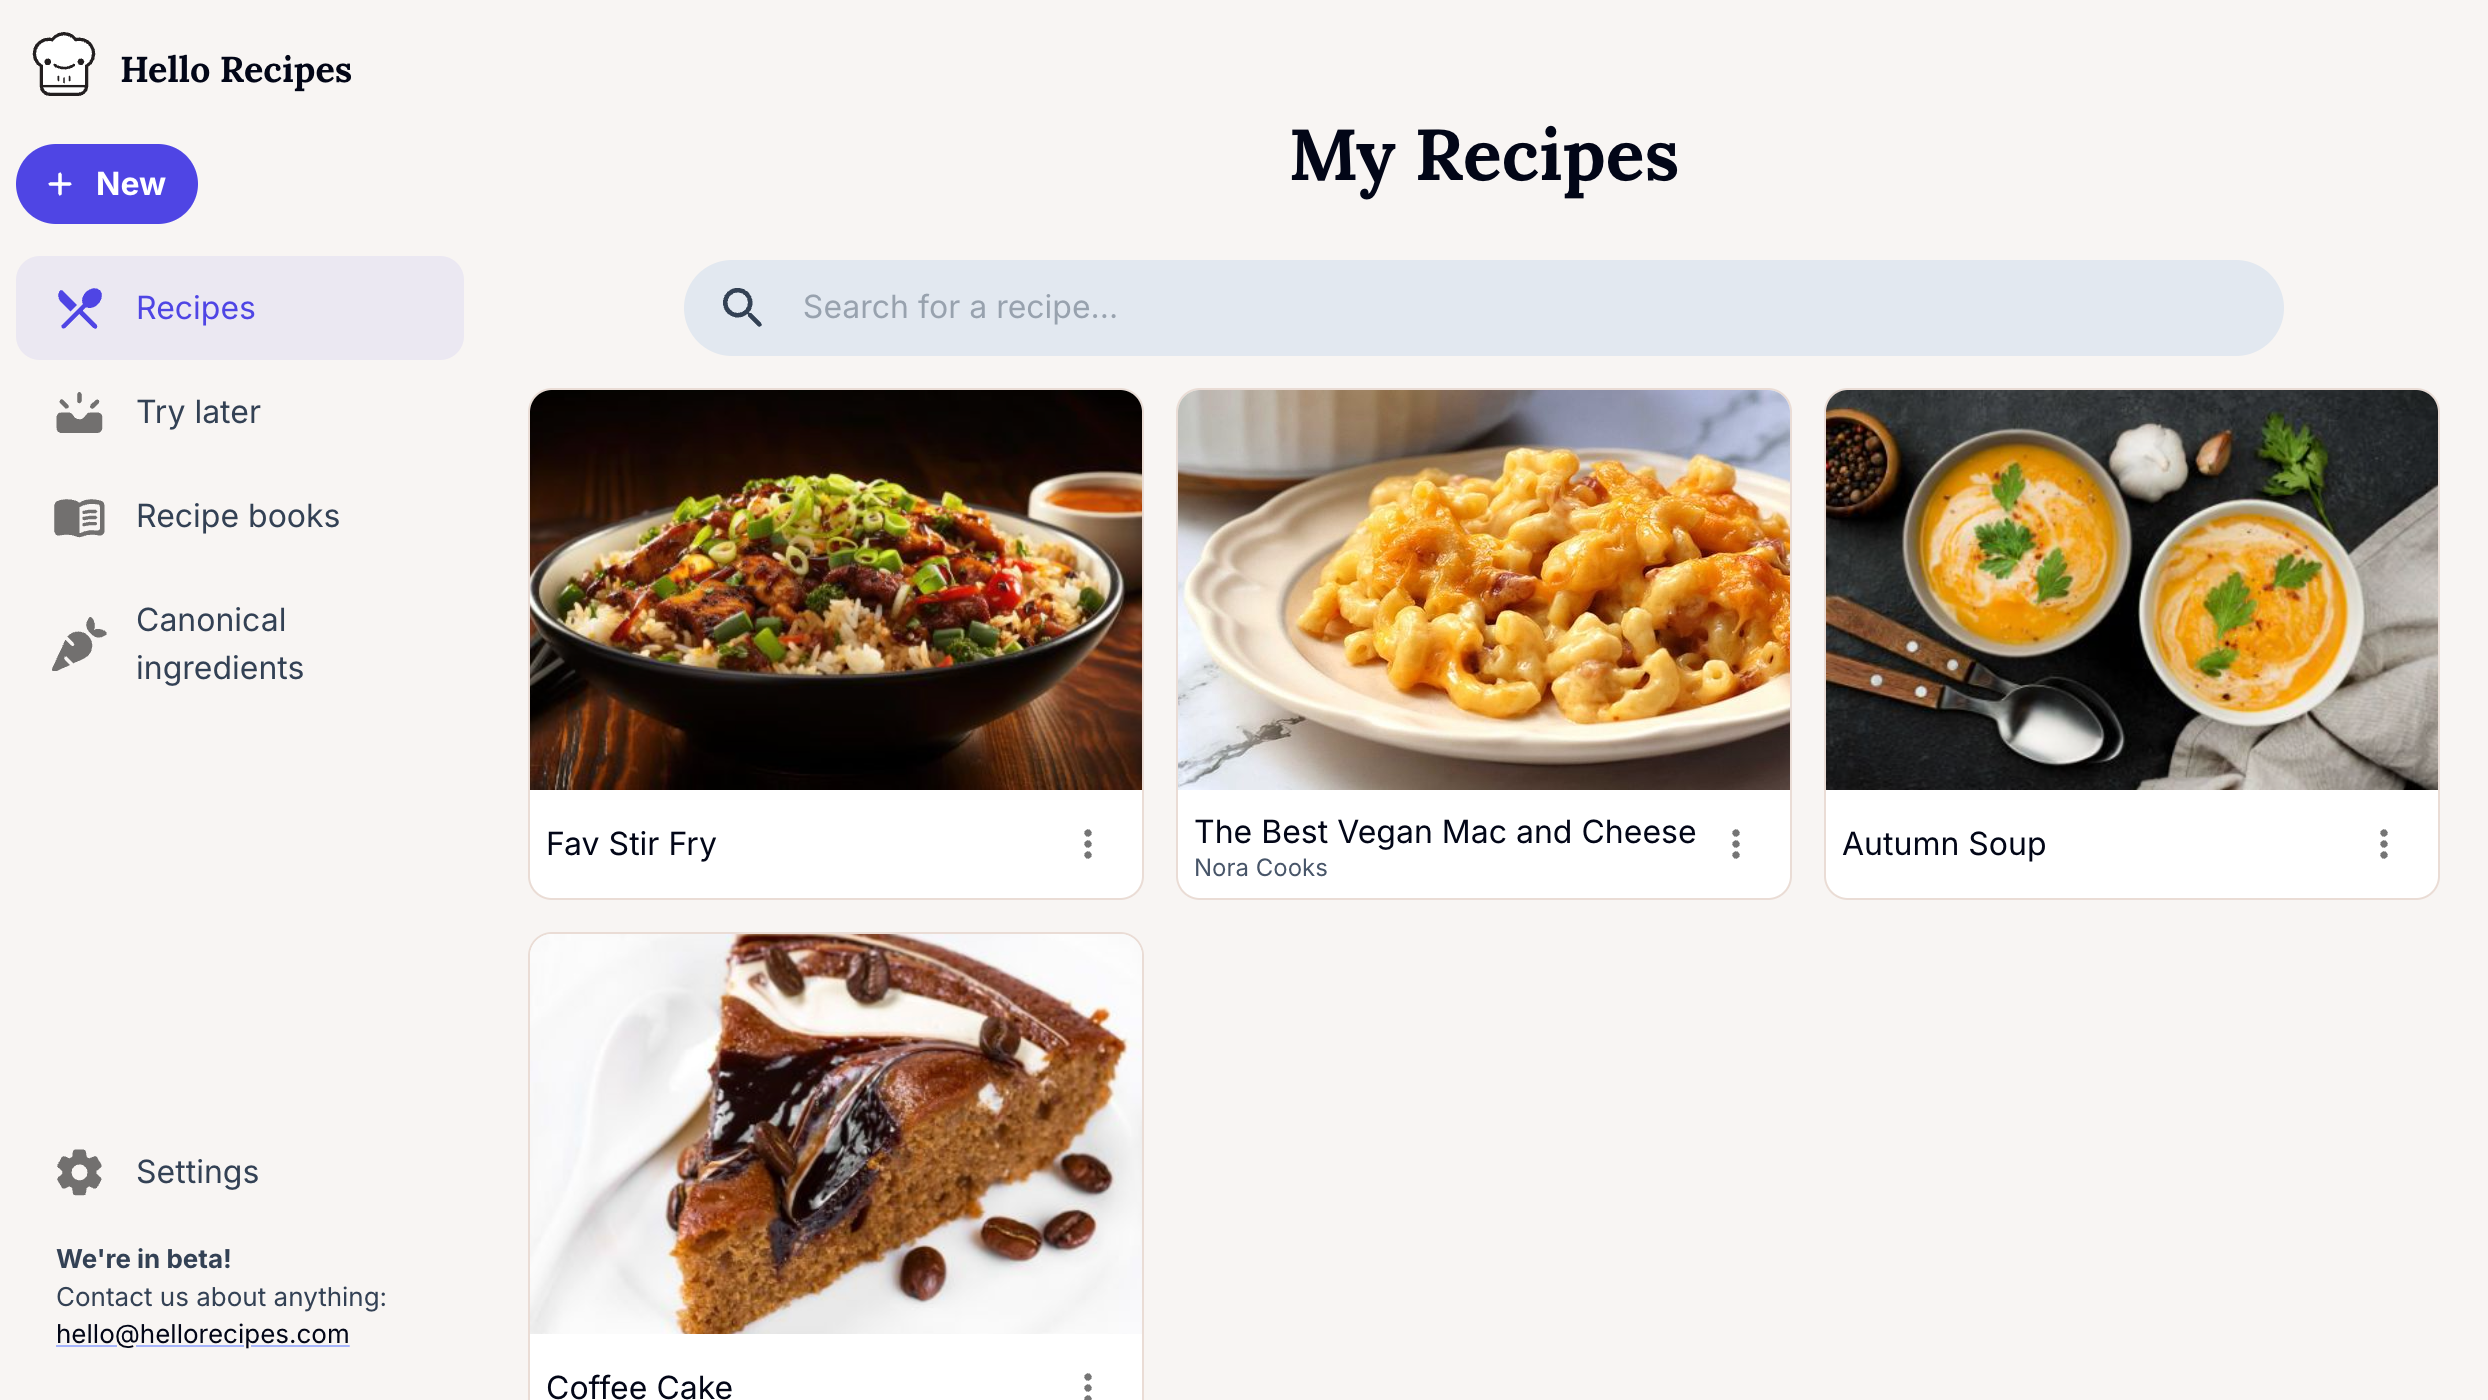 Hello Recipes
New
Recipes
Try later
Recipe books
Canonical
ingredients
Settings
We're in beta!
Contact us about anything:
hello@hellorecipes.com
My Recipes
Search for a recipe...
Fav Stir Fry
The Best Vegan Mac and Cheese
Nora Cooks
Autumn Soup
Coffee Cake